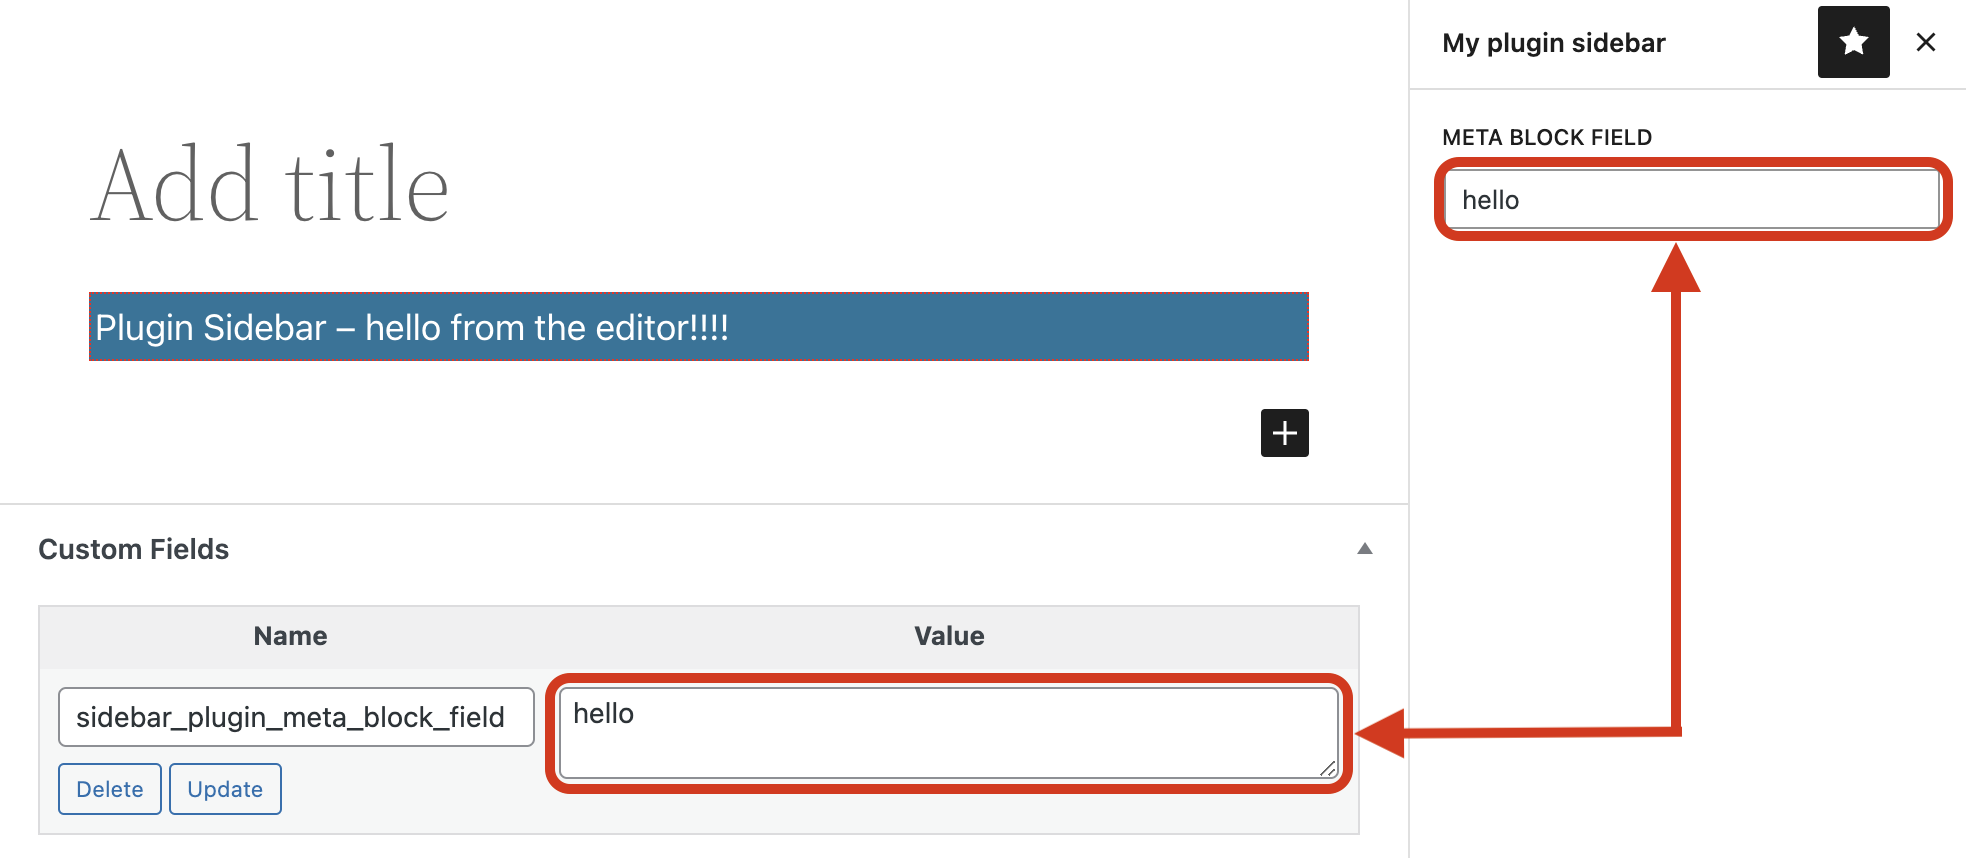 My plugin sidebar
META BLOCK FIELD
hello
Add title
Plugin Sidebar – hello from the editor!!!!
Custom Fields
Name
Value
sidebar_plugin_meta_block_field
hello
Delete
Update